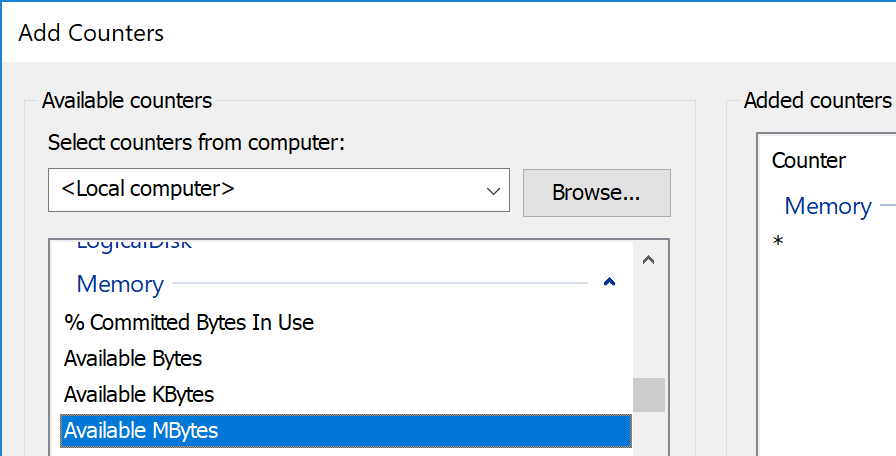 Add Counters
Available counters
Select counters from computer:
<Local computer>
Browse...
LogicalDisk
Memory
% Committed Bytes In Use
Available Bytes
Available KBytes
Available MBytes
Added counters
Counter
Memory
*